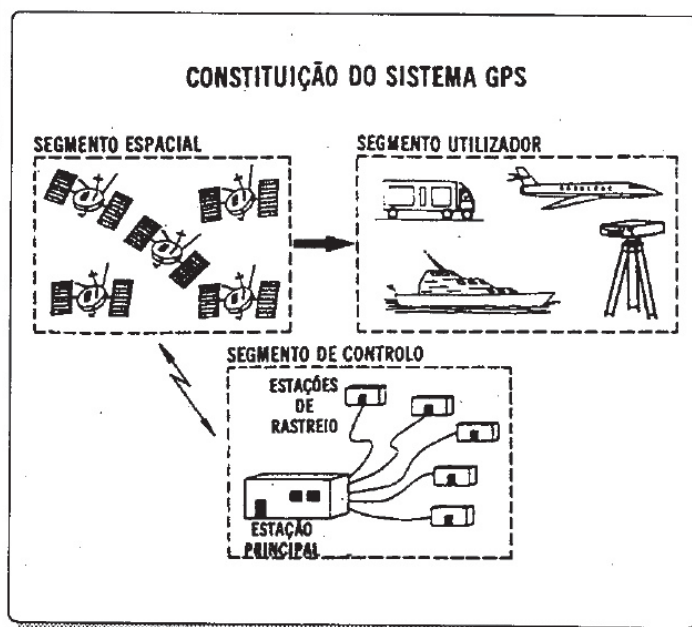 CONSTITUIÇÃO DO SISTEMA GPS
SEGMENTO ESPACIAL
SEGMENTO UTILIZADOR
SEGMENTO DE CONTROLO
ESTAÇÕES
DE
RASTREIO
ESTAÇÃO
PRINCIPAL